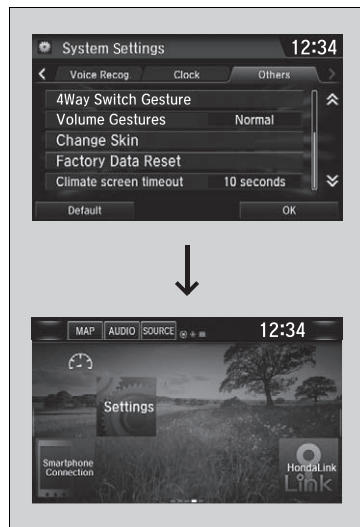 System Settings 12:34
Voice Recog. Clock Others
4Way Switch Gesture
Volume Gestures Normal
Change Skin
Factory Data Reset
Climate screen timeout 10 seconds
Default OK
MAP AUDIO SOURCE 12:34
Settings
Smartphone
Connection
HondaLink
Link